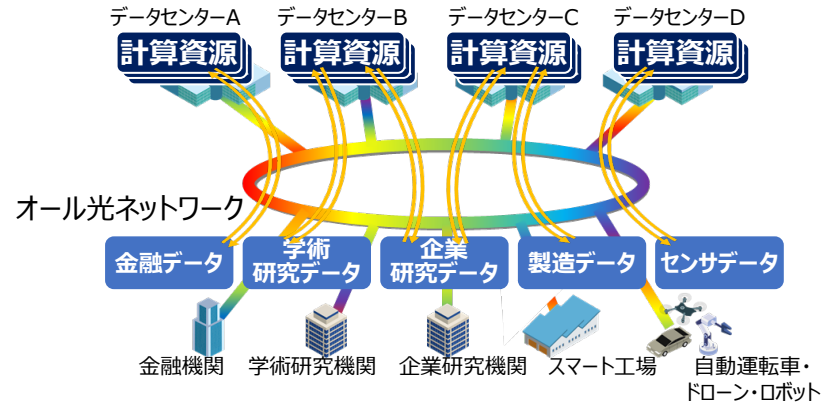 データセンターA
データセンターB
データセンターC
データセンターD
計算資源
計算資源
計算資源
計算資源
オール光ネットワーク
金融データ
学術
研究データ
企業
研究データ
製造データ
センサデータ
金融機関
学術研究機関
企業研究機関
スマート工場
自動運転車・
ドローン・ロボット